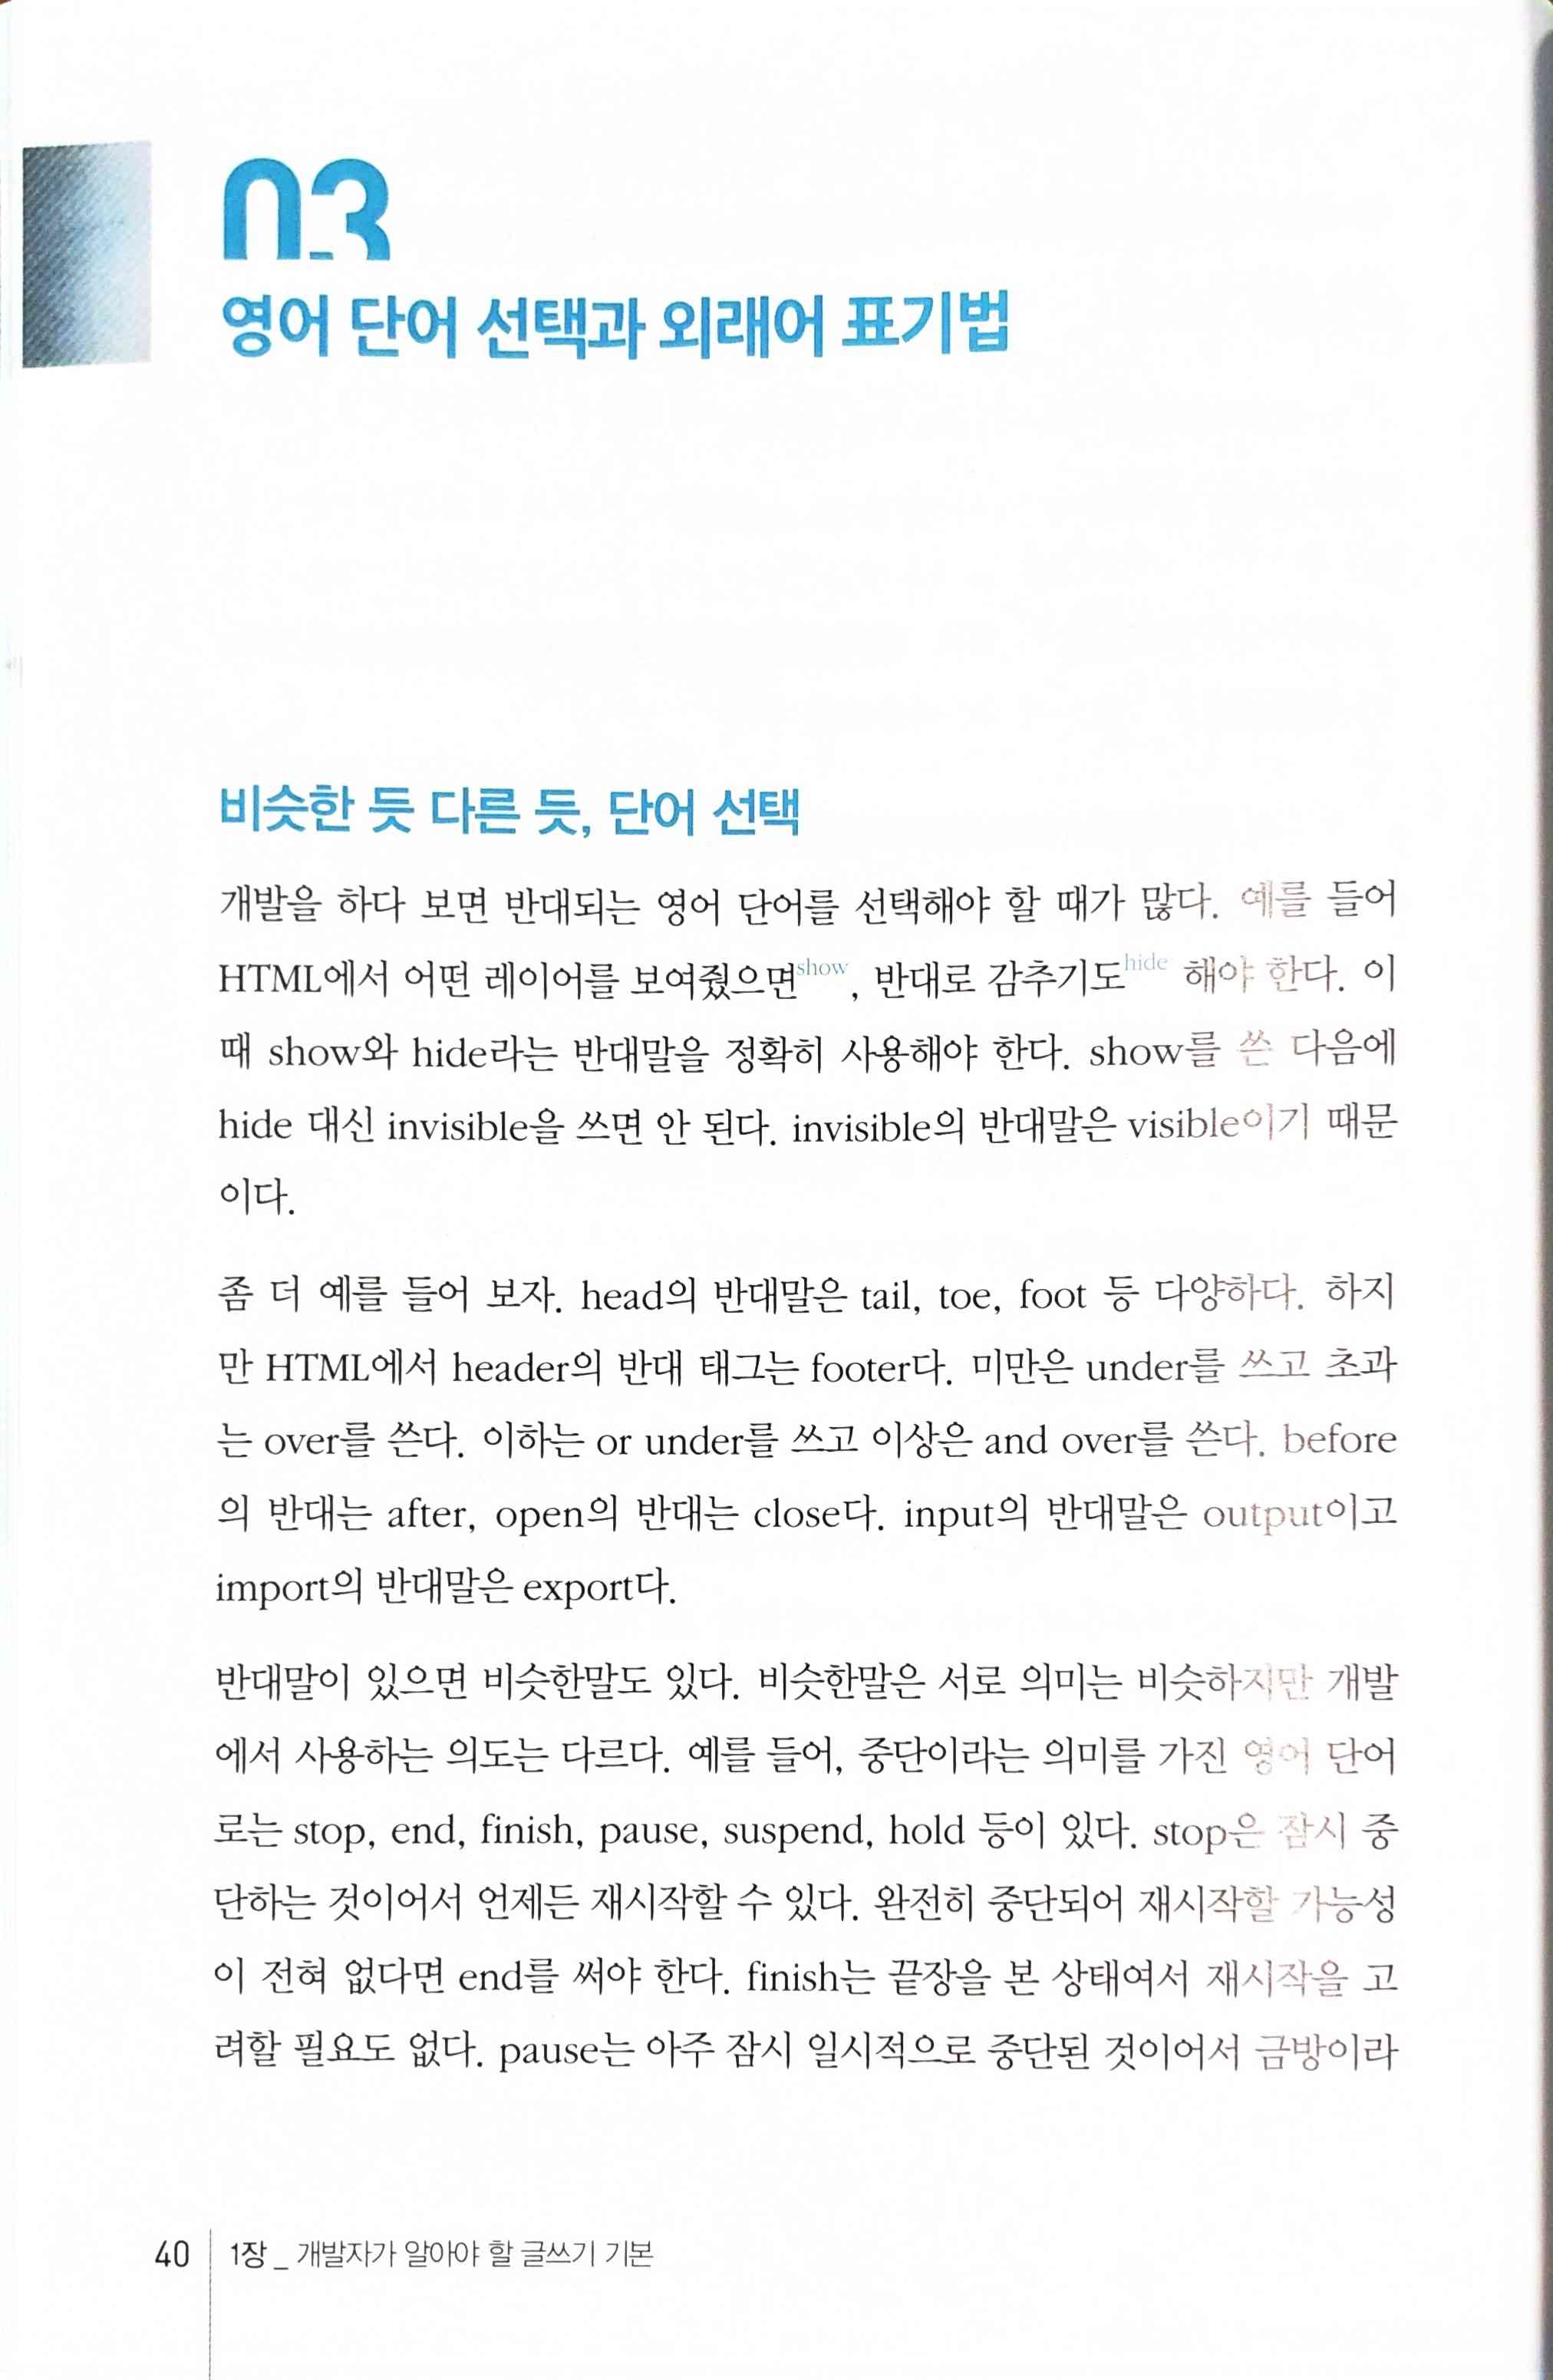 03
영어 단어 선택과 외래어 표기법
비슷한 듯 다른 듯, 단어 선택
개발을 하다 보면 반대되는 영어 단어를 선택해야 할 때가 많다. 예를 들어
HTML에서 어떤 레이어를 보여줬으면show, 반대로 감추기도hide 해야 한다. 이
때 show와 hide라는 반대말을 정확히 사용해야 한다. show를 쓴 다음에
hide 대신 invisible을 쓰면 안 된다. invisible의 반대말은 visible이기 때문
이다.
좀 더 예를 들어 보자. head의 반대말은 tail, toe, foot 등 다양하다. 하지
만 HTML에서 header의 반대 태그는 footer다. 미만은 under를 쓰고 초과
는 over를 쓴다. 이하는 or under를 쓰고 이상은 and over를 쓴다. before
의 반대는 after, open의 반대는 close다. input의 반대말은 output이고
import의 반대말은 export다.
반대말이 있으면 비슷한말도 있다. 비슷한말은 서로 의미는 비슷하지만 개발
에서 사용하는 의도는 다르다. 예를 들어, 중단이라는 의미를 가진 영어 단어
로는 stop, end, finish, pause, suspend, hold 등이 있다. stop은 잠시 중
단하는 것이어서 언제든 재시작할 수 있다. 완전히 중단되어 재시작할 가능성
이 전혀 없다면 end를 써야 한다. finish는 끝장을 본 상태여서 재시작을 고
려할 필요도 없다. pause는 아주 잠시 일시적으로 중단된 것이어서 금방이라
40 1장 _ 개발자가 알아야 할 글쓰기 기본